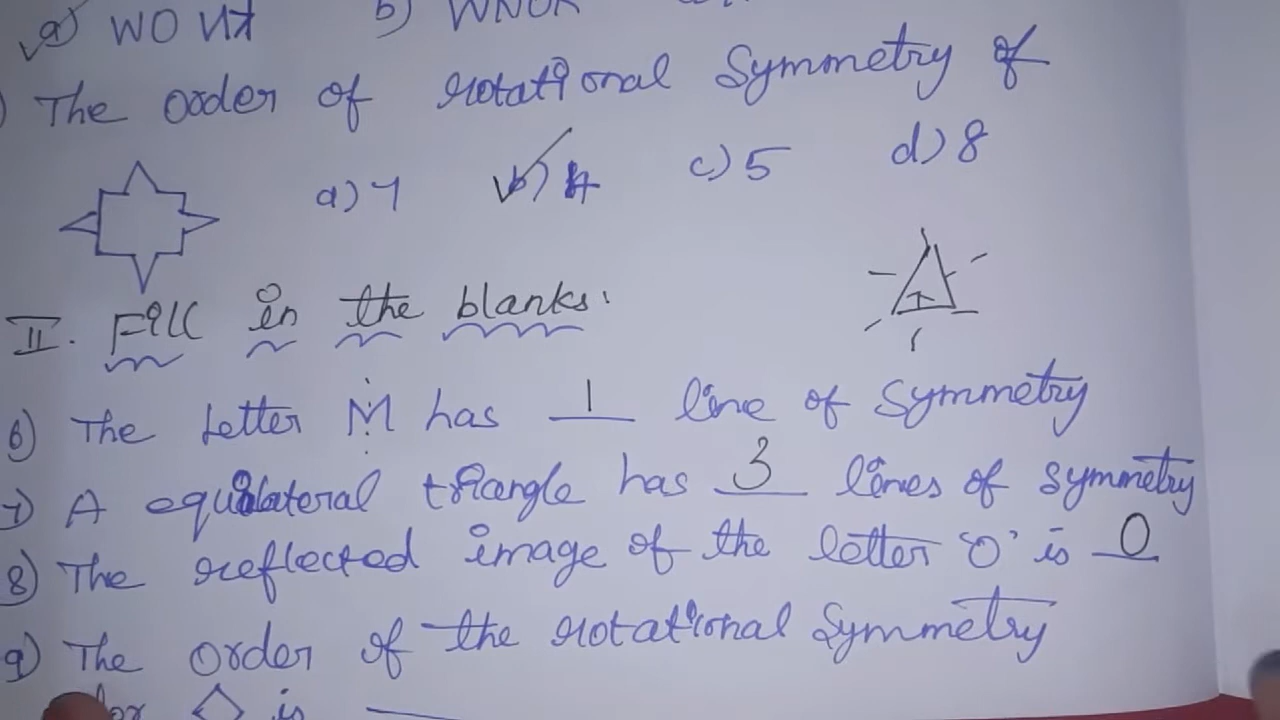 a) WO
b) WNOR
The order of rotational Symmetry of
a) 7 b) 4 c) 5 d) 8
II. Fill in the blanks.
6) The letter M has 1 line of symmetry
7) A equilateral triangle has 3 lines of symmetry
8) The reflected image of the letter 'O' is O
9) The order of the rotational Symmetry
is